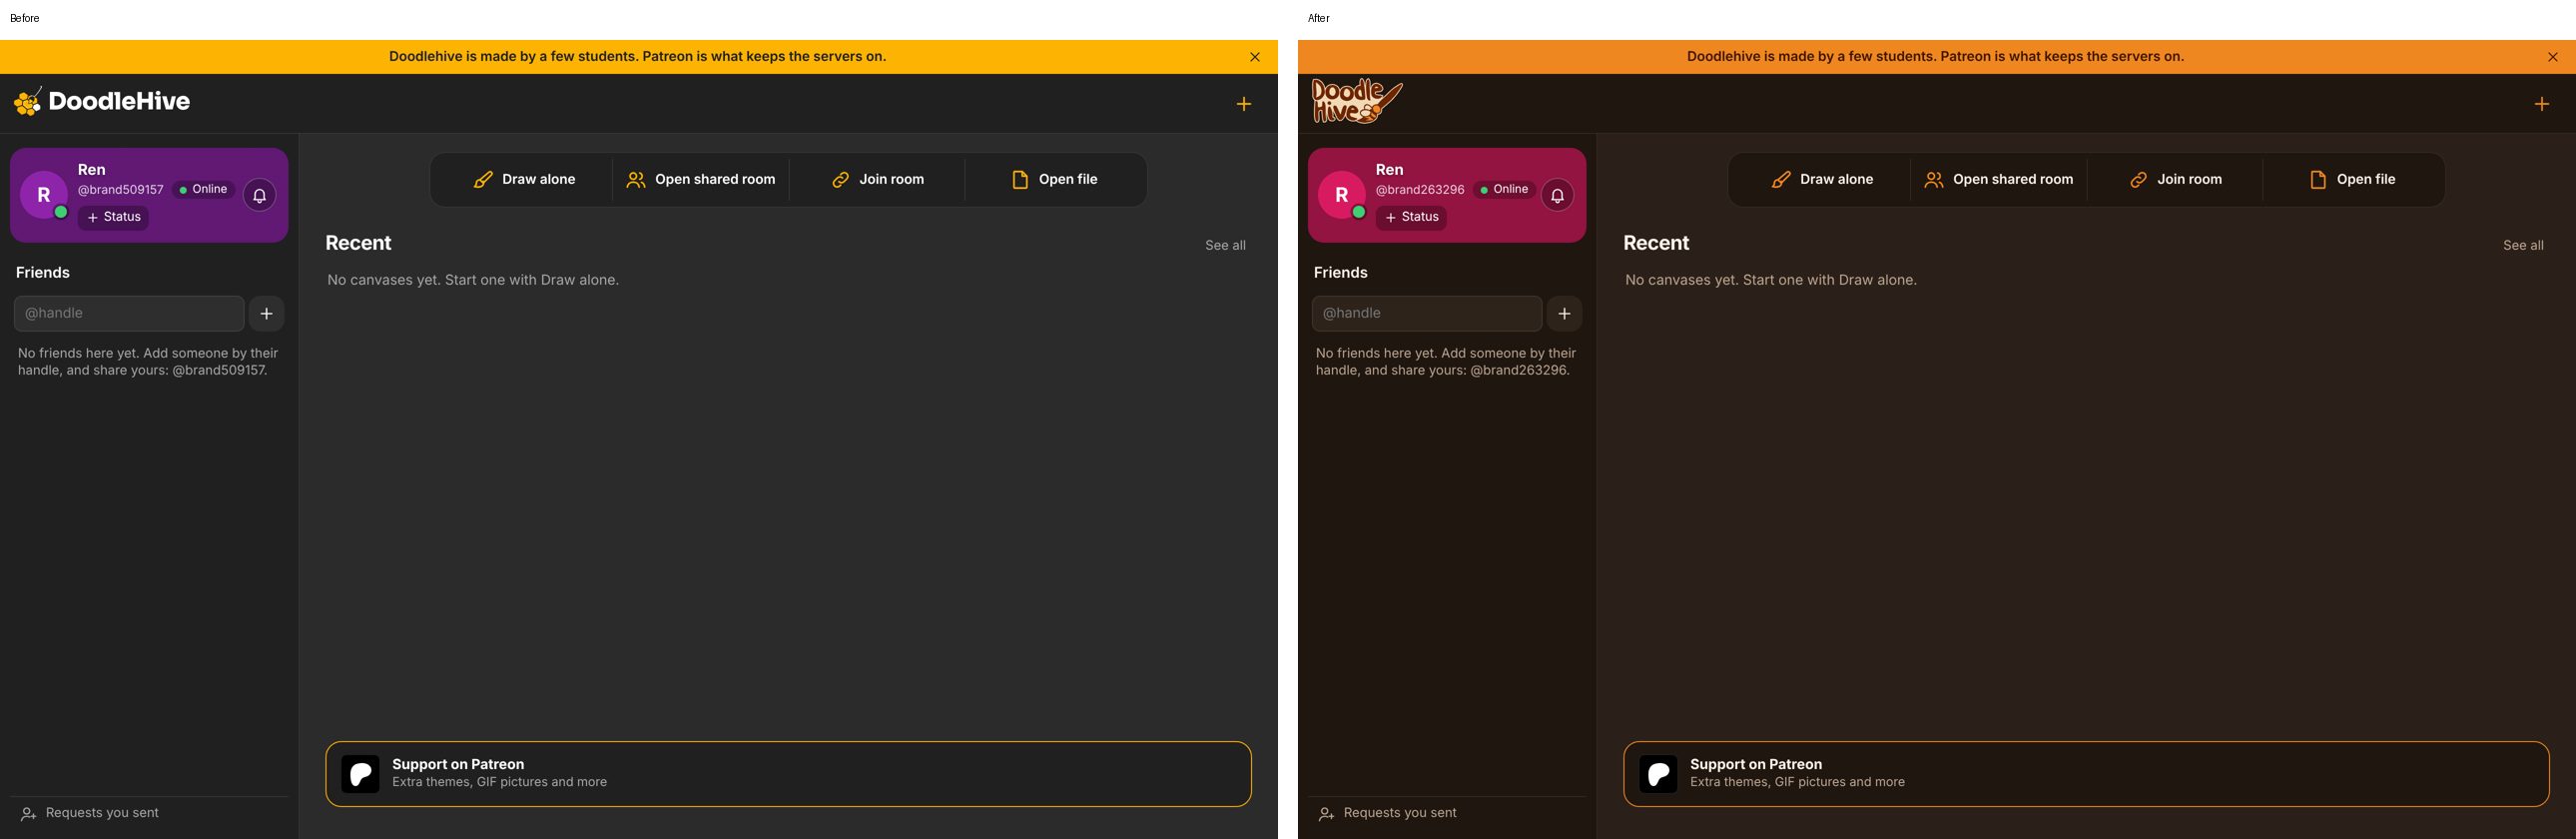 Before
Doodlehive is made by a few students. Patreon is what keeps the servers on.
DoodleHive
R
Ren
@brand509157
Online
Status
Draw alone
Open shared room
Join room
Open file
Recent
See all
No canvases yet. Start one with Draw alone.
Friends
@handle
No friends here yet. Add someone by their
handle, and share yours: @brand509157.
Support on Patreon
Extra themes, GIF pictures and more
Requests you sent
After
Doodlehive is made by a few students. Patreon is what keeps the servers on.
Doodle
Hive
R
Ren
@brand263296
Online
Status
Draw alone
Open shared room
Join room
Open file
Recent
See all
No canvases yet. Start one with Draw alone.
Friends
@handle
No friends here yet. Add someone by their
handle, and share yours: @brand263296.
Support on Patreon
Extra themes, GIF pictures and more
Requests you sent